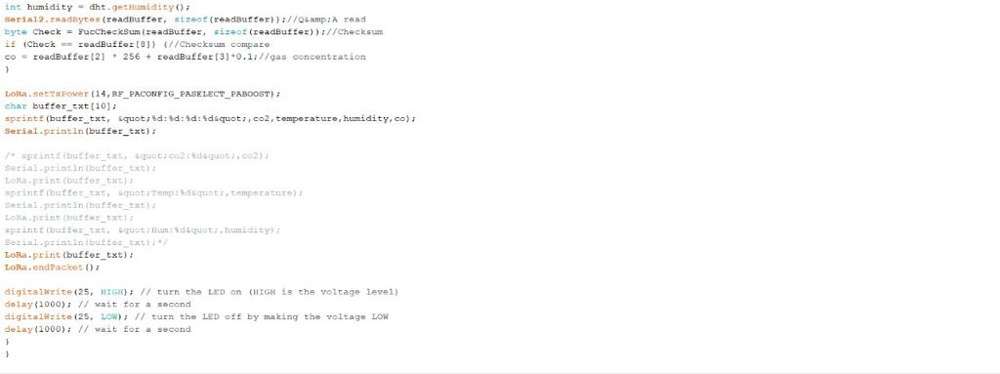 int humidity = dht.getHumidity();
Serial2.readBytes(readBuffer, sizeof(readBuffer));//Q&amp;A read
byte Check = FucCheckSum(readBuffer, sizeof(readBuffer));//Checksum
if (Check == readBuffer[8]) {//Checksum compare
co = readBuffer[2] * 256 + readBuffer[3]*0.1;//gas concentration
}
LoRa.setTxPower(14,RF_PACONFIG_PASELECT_PABOOST);
char buffer_txt[10];
sprintf(buffer_txt, &quot;%d:%d:%d:%d&quot;,co2,temperature,humidity,co);
Serial.println(buffer_txt);
/* sprintf(buffer_txt, &quot;co2:%d&quot;,co2);
Serial.println(buffer_txt);
LoRa.print(buffer_txt);
sprintf(buffer_txt, &quot;Temp:%d&quot;,temperature);
Serial.println(buffer_txt);
LoRa.print(buffer_txt);
sprintf(buffer_txt, &quot;Hum:%d&quot;,humidity);
Serial.println(buffer_txt);*/
LoRa.print(buffer_txt);
LoRa.endPacket();
digitalWrite(25, HIGH); // turn the LED on (HIGH is the voltage level)
delay(1000); // wait for a second
digitalWrite(25, LOW); // turn the LED off by making the voltage LOW
delay(1000); // wait for a second
}
}